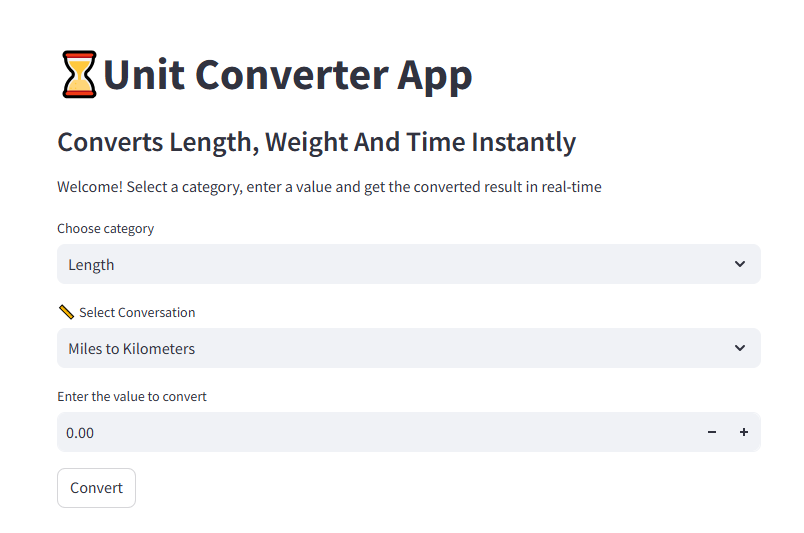 Unit Converter App
Converts Length, Weight And Time Instantly
Welcome! Select a category, enter a value and get the converted result in real-time
Choose category
Length
Select Conversation
Miles to Kilometers
Enter the value to convert
0.00
Convert